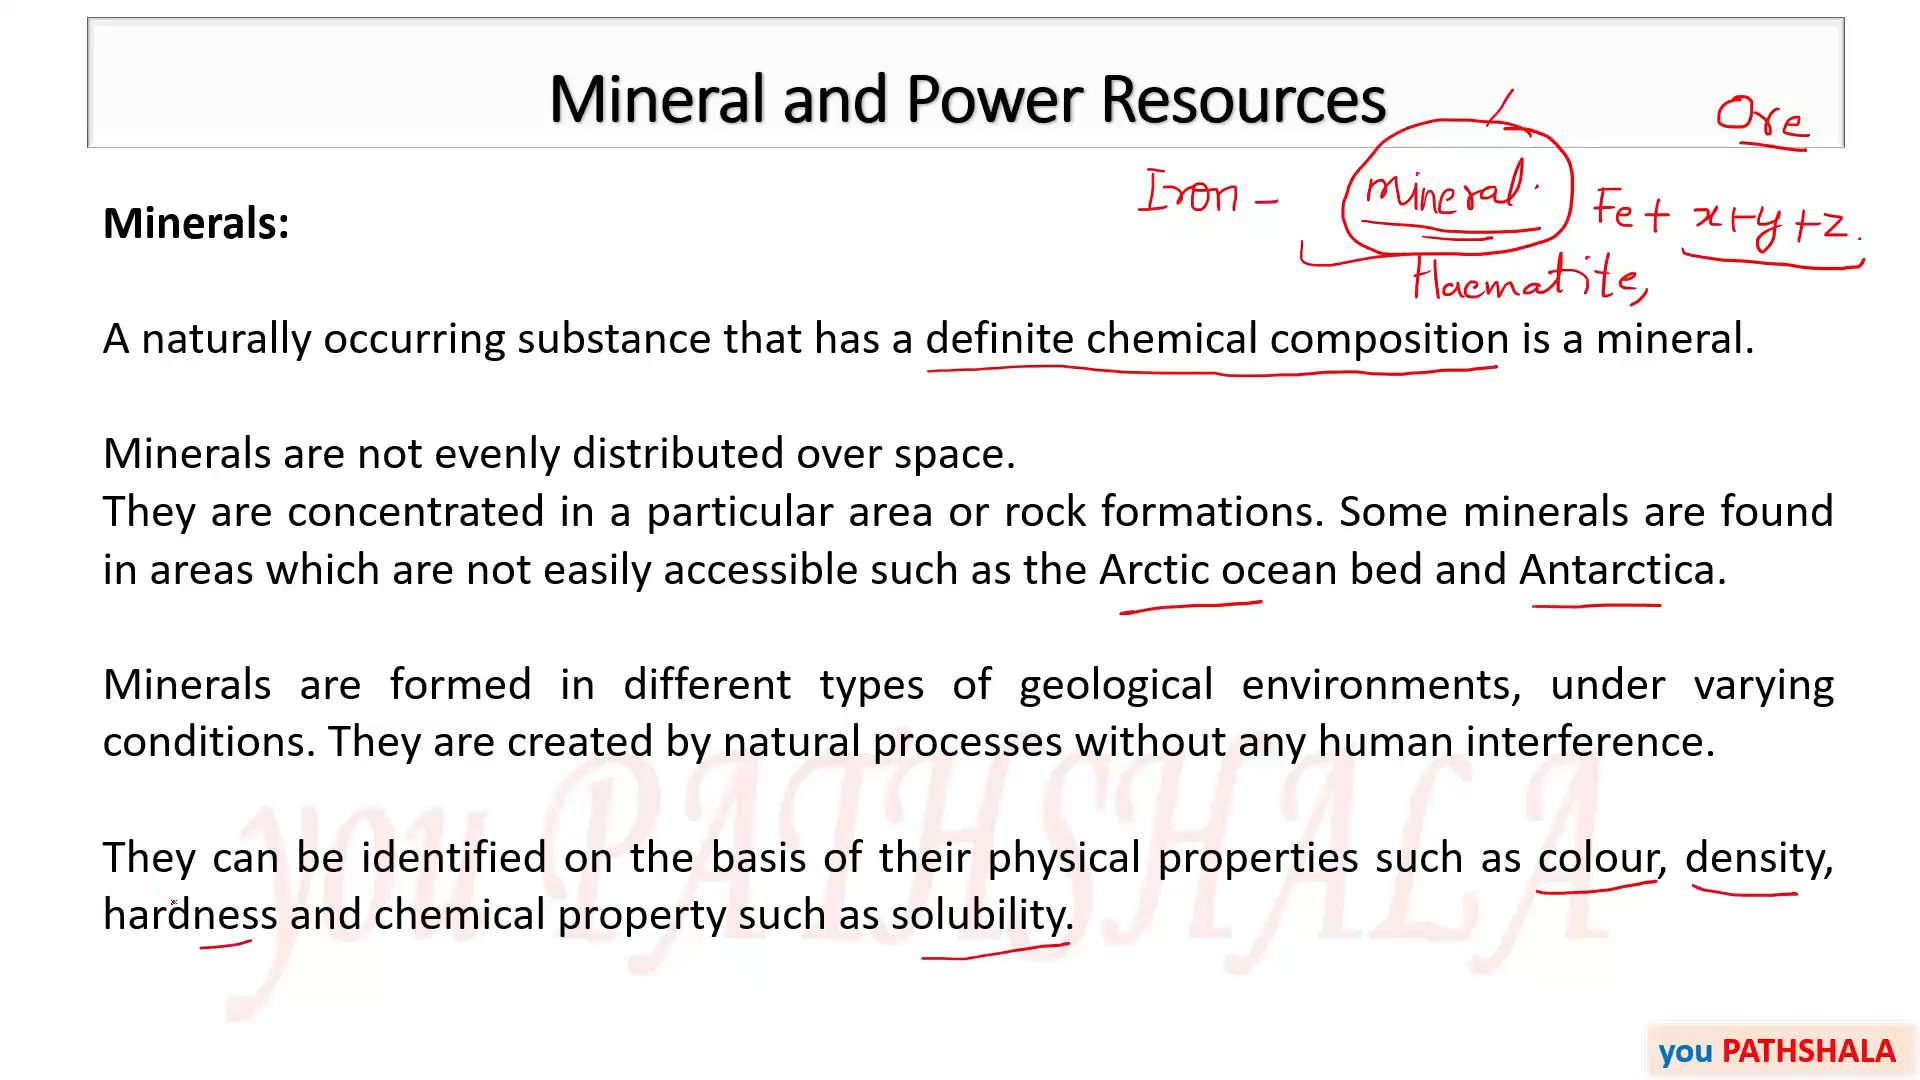 Mineral and Power Resources
Ore
Iron - mineral. Fe + x+y+z.
Haematite,
Minerals:
A naturally occurring substance that has a definite chemical composition is a mineral.
Minerals are not evenly distributed over space.
They are concentrated in a particular area or rock formations. Some minerals are found
in areas which are not easily accessible such as the Arctic ocean bed and Antarctica.
Minerals are formed in different types of geological environments, under varying
conditions. They are created by natural processes without any human interference.
you PATHSHALA
They can be identified on the basis of their physical properties such as colour, density,
hardness and chemical property such as solubility.
you PATHSHALA